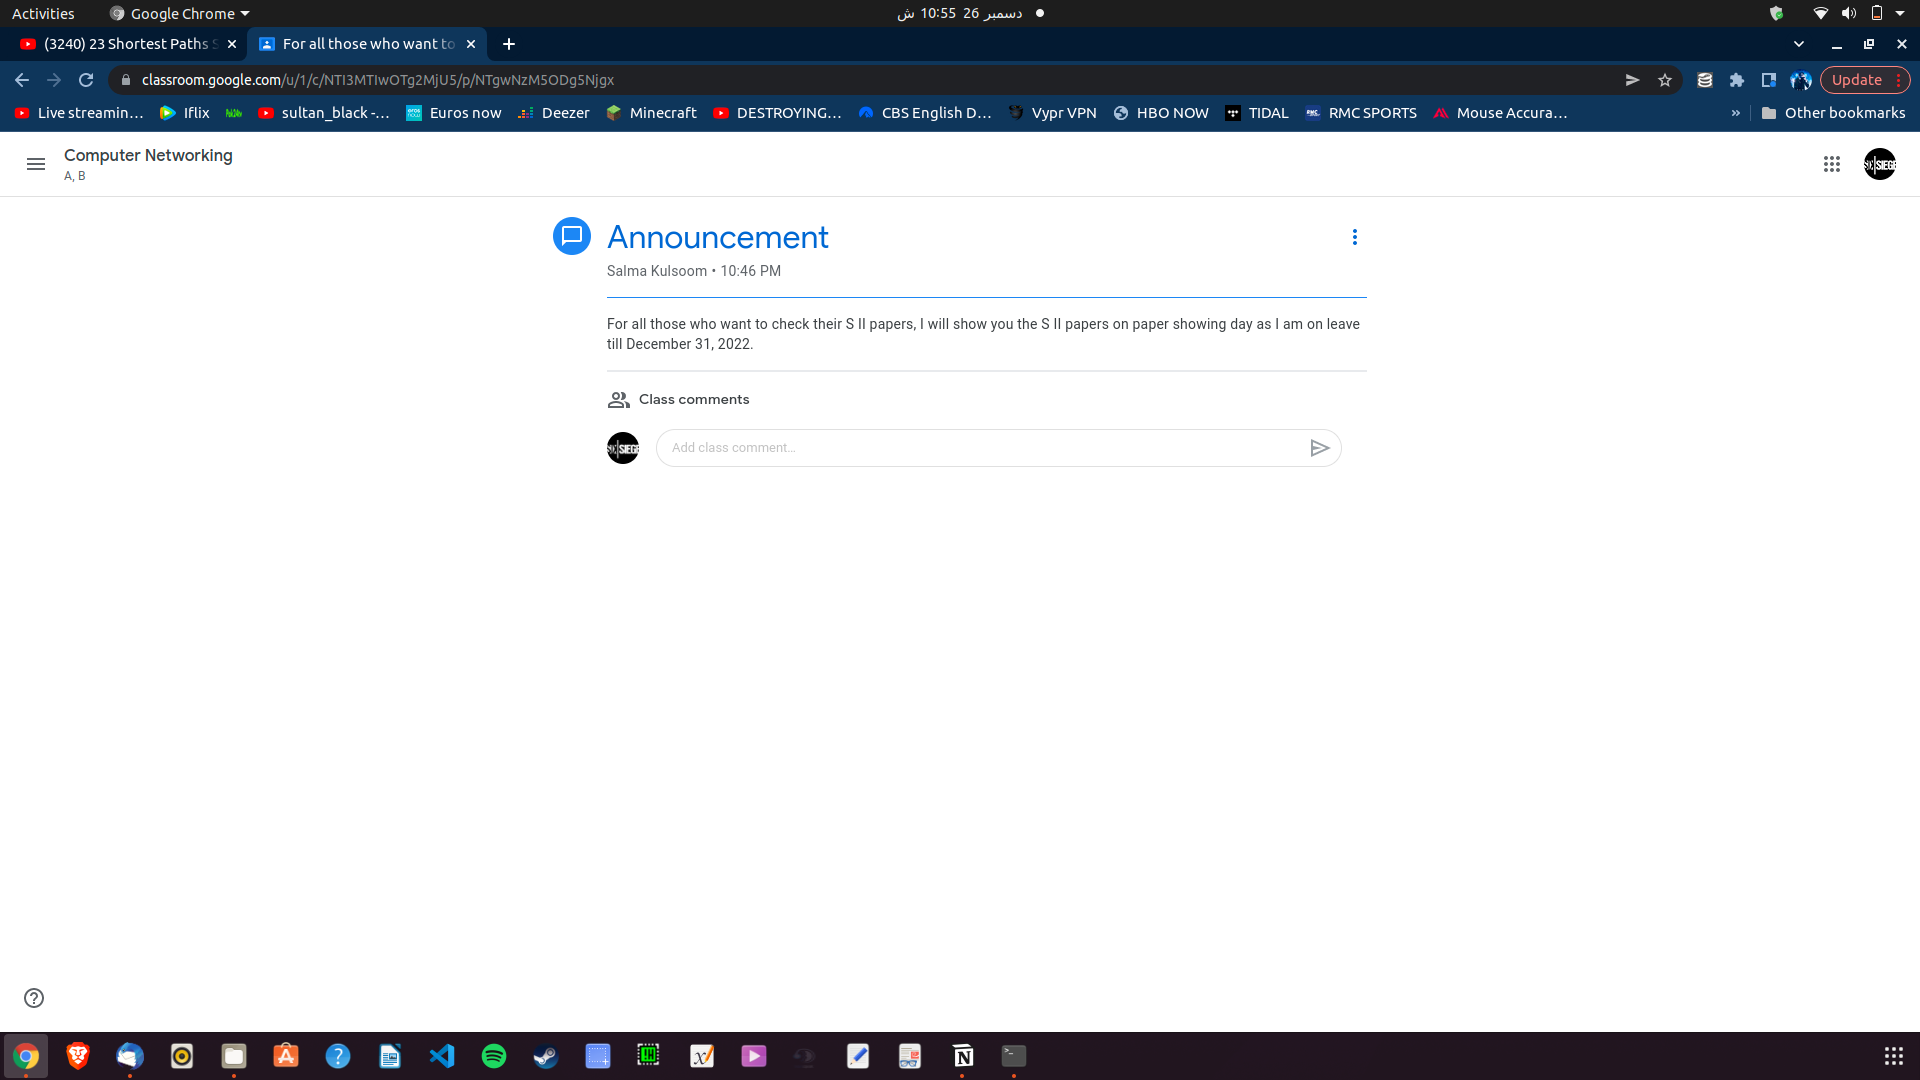 Activities
Google Chrome
دسمبر 26 10:55 ش
(3240) 23 Shortest Paths S
For all those who want to
classroom.google.com/u/1/c/NTI3MTIwOTg2MjU5/p/NTgwNzM5ODg5Njgx
Update
Live streamin…
Iflix
sultan_black -…
Euros now
Deezer
Minecraft
DESTROYING…
CBS English D…
Vypr VPN
HBO NOW
TIDAL
RMC SPORTS
Mouse Accura…
»
Other bookmarks
Computer Networking
A, B
Announcement
Salma Kulsoom • 10:46 PM
For all those who want to check their S II papers, I will show you the S II papers on paper showing day as I am on leave
till December 31, 2022.
Class comments
Add class comment…